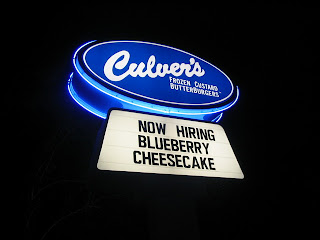 Culver's
FROZEN CUSTARD
BUTTERBURGERS
NOW HIRING
BLUEBERRY
CHEESECAKE